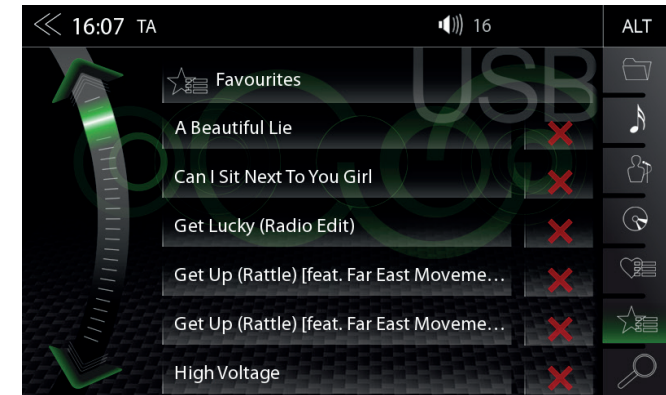 16:07 TA 16 ALT
USB
Favourites
A Beautiful Lie
Can I Sit Next To You Girl
Get Lucky (Radio Edit)
Get Up (Rattle) [feat. Far East Moveme...
Get Up (Rattle) [feat. Far East Moveme...
High Voltage